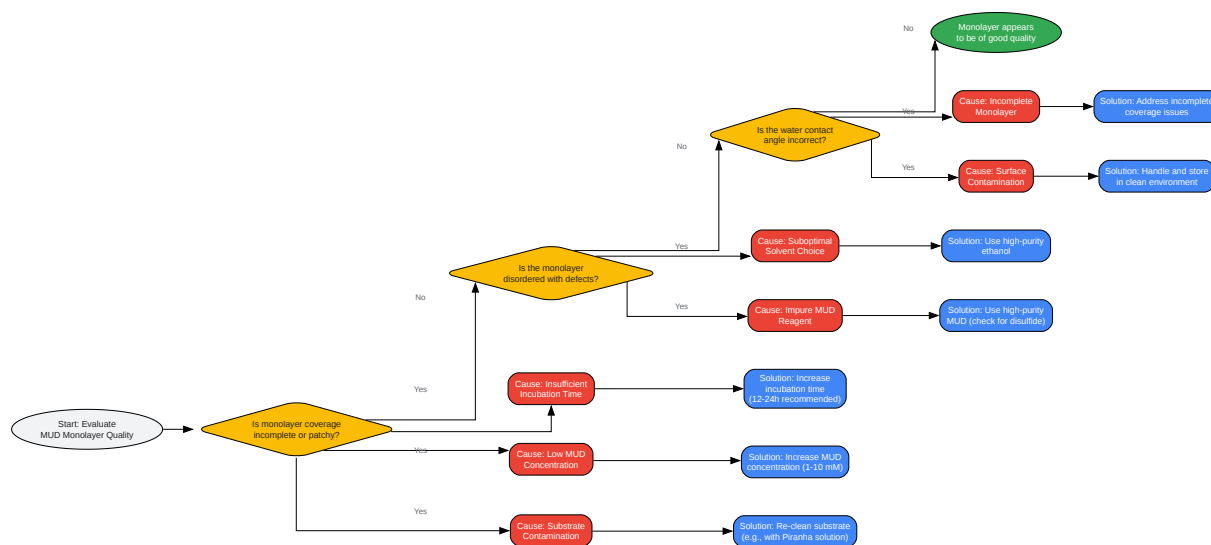 No
Monolayer appears
to be of good quality
Yes
Cause: Incomplete
Monolayer
Solution: Address incomplete
coverage issues
Is the water contact
angle incorrect?
No
Yes
Cause: Surface
Contamination
Solution: Handle and store
in clean environment
Yes
Cause: Suboptimal
Solvent Choice
Solution: Use high-purity
ethanol
Is the monolayer
disordered with defects?
No
Yes
Cause: Impure MUD
Reagent
Solution: Use high-purity
MUD (check for disulfide)
Yes
Cause: Insufficient
Incubation Time
Solution: Increase
incubation time
(12-24h recommended)
Start: Evaluate
MUD Monolayer Quality
Is monolayer coverage
incomplete or patchy?
Yes
Cause: Low MUD
Concentration
Solution: Increase MUD
concentration (1-10 mM)
Yes
Cause: Substrate
Contamination
Solution: Re-clean substrate
(e.g., with Piranha solution)